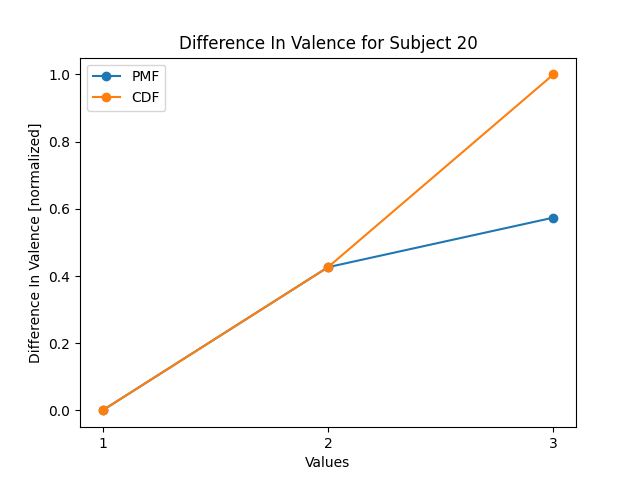 Difference In Valence for Subject 20
PMF
CDF
1.0
0.8
0.6
0.4
0.2
0.0
Difference In Valence [normalized]
1
2
3
Values